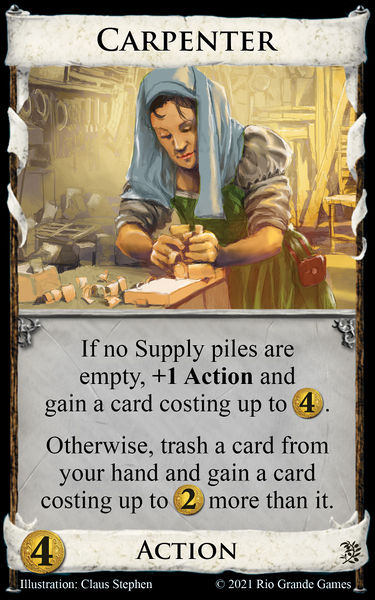 CARPENTER
If no Supply piles are
empty, +1 Action and
gain a card costing up to 4.
Otherwise, trash a card from
your hand and gain a card
costing up to 2 more than it.
4
ACTION
Illustration: Claus Stephen
© 2021 Rio Grande Games